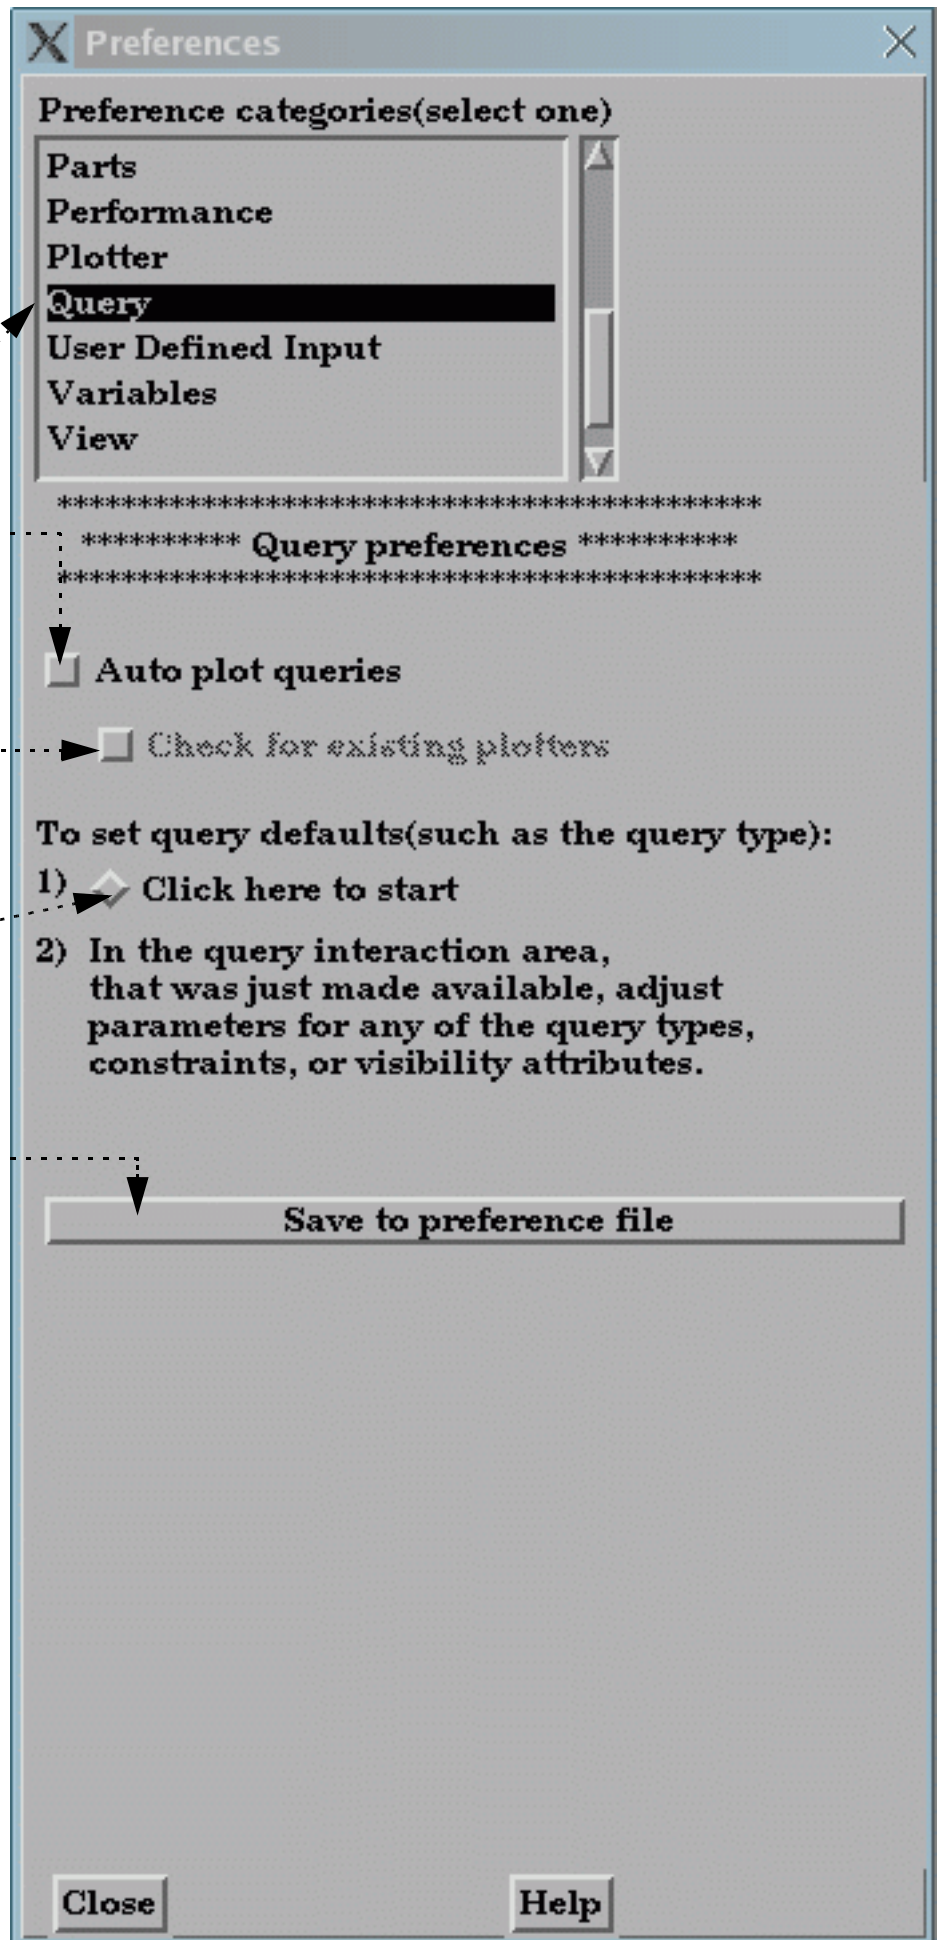 Preferences
Preference categories(select one)
Parts
Performance
Plotter
Query
User Defined Input
Variables
View
********************************************
********** Query preferences **********
********************************************
Auto plot queries
Check for existing plotters
To set query defaults(such as the query type):
1) Click here to start
2) In the query interaction area,
that was just made available, adjust
parameters for any of the query types,
constraints, or visibility attributes.
Save to preference file
Close Help